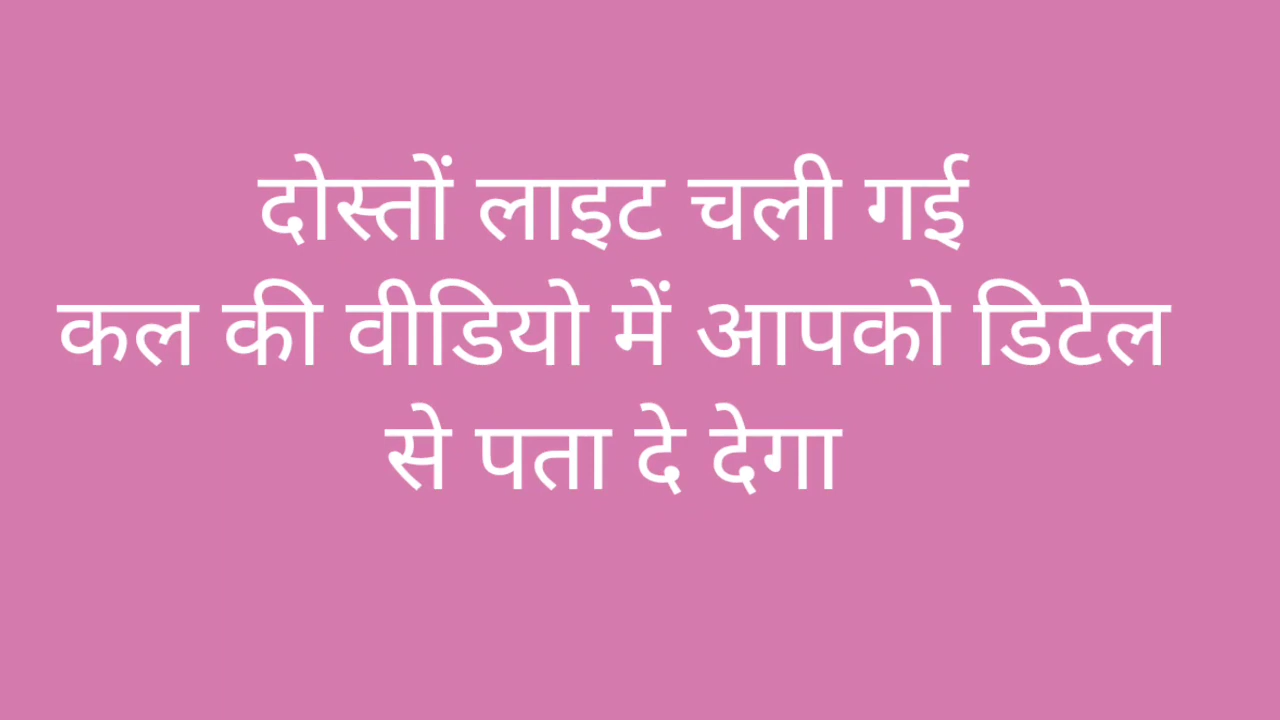 दोस्तों लाइट चली गई
कल की वीडियो में आपको डिटेल
से पता दे देगा